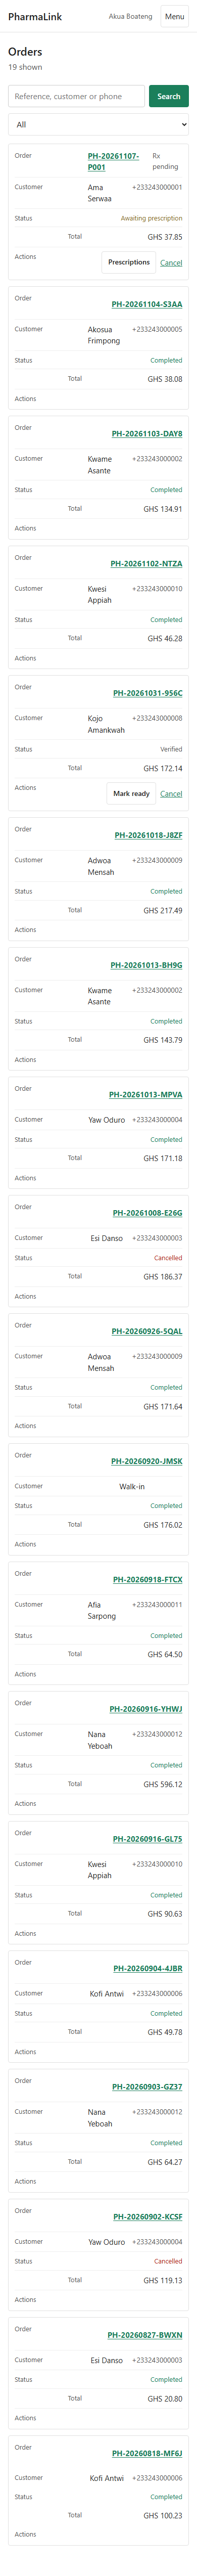 PharmaLink
Akua Boateng
Menu
Orders
19 shown
Reference, customer or phone
Search
All
Order
PH-20261107-
P001
Rx
pending
Customer
Ama
Serwaa
+233243000001
Status
Awaiting prescription
Total
GHS 37.85
Actions
Prescriptions
Cancel
Order
PH-20261104-S3AA
Customer
Akosua
Frimpong
+233243000005
Status
Completed
Total
GHS 38.08
Actions
Order
PH-20261103-DAY8
Customer
Kwame
Asante
+233243000002
Status
Completed
Total
GHS 134.91
Actions
Order
PH-20261102-NTZA
Customer
Kwesi
Appiah
+233243000010
Status
Completed
Total
GHS 46.28
Actions
Order
PH-20261031-956C
Customer
Kojo
Amankwah
+233243000008
Status
Verified
Total
GHS 172.14
Actions
Mark ready
Cancel
Order
PH-20261018-J8ZF
Customer
Adwoa
Mensah
+233243000009
Status
Completed
Total
GHS 217.49
Actions
Order
PH-20261013-BH9G
Customer
Kwame
Asante
+233243000002
Status
Completed
Total
GHS 143.79
Actions
Order
PH-20261013-MPVA
Customer
Yaw Oduro
+233243000004
Status
Completed
Total
GHS 171.18
Actions
Order
PH-20261008-E26G
Customer
Esi Danso
+233243000003
Status
Cancelled
Total
GHS 186.37
Actions
Order
PH-20260926-5QAL
Customer
Adwoa
Mensah
+233243000009
Status
Completed
Total
GHS 171.64
Actions
Order
PH-20260920-JMSK
Customer
Walk-in
Status
Completed
Total
GHS 176.02
Actions
Order
PH-20260918-FTCX
Customer
Afia
Sarpong
+233243000011
Status
Completed
Total
GHS 64.50
Actions
Order
PH-20260916-YHWJ
Customer
Nana
Yeboah
+233243000012
Status
Completed
Total
GHS 596.12
Actions
Order
PH-20260916-GL75
Customer
Kwesi
Appiah
+233243000010
Status
Completed
Total
GHS 90.63
Actions
Order
PH-20260904-4JBR
Customer
Kofi Antwi
+233243000006
Status
Completed
Total
GHS 49.78
Actions
Order
PH-20260903-GZ37
Customer
Nana
Yeboah
+233243000012
Status
Completed
Total
GHS 64.27
Actions
Order
PH-20260902-KCSF
Customer
Yaw Oduro
+233243000004
Status
Cancelled
Total
GHS 119.13
Actions
Order
PH-20260827-BWXN
Customer
Esi Danso
+233243000003
Status
Completed
Total
GHS 20.80
Actions
Order
PH-20260818-MF6J
Customer
Kofi Antwi
+233243000006
Status
Completed
Total
GHS 100.23
Actions